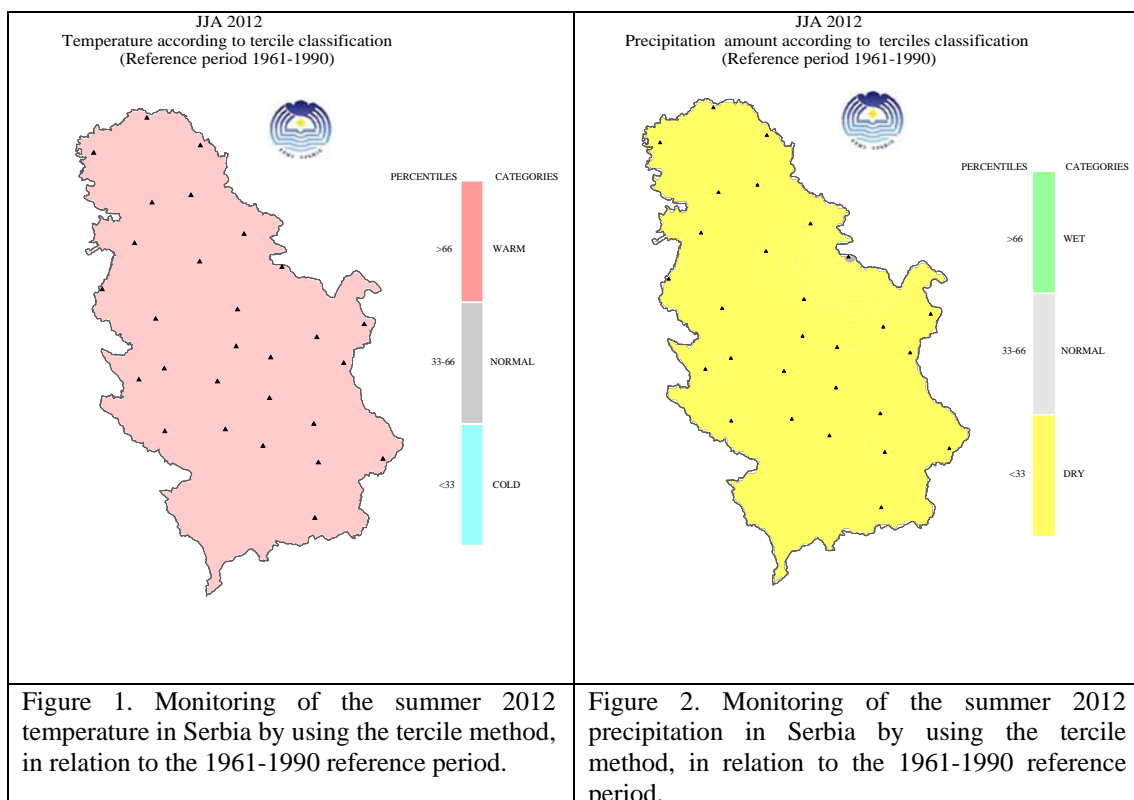 JJA 2012
Temperature according to tercile classification
(Reference period 1961-1990)
PERCENTILES CATEGORIES
>66 WARM
33-66 NORMAL
<33 COLD
JJA 2012
Precipitation amount according to terciles classification
(Reference period 1961-1990)
PERCENTILES CATEGORIES
>66 WET
33-66 NORMAL
<33 DRY
Figure 1. Monitoring of the summer 2012
temperature in Serbia by using the tercile method,
in relation to the 1961-1990 reference period.
Figure 2. Monitoring of the summer 2012
precipitation in Serbia by using the tercile
method, in relation to the 1961-1990 reference
period.